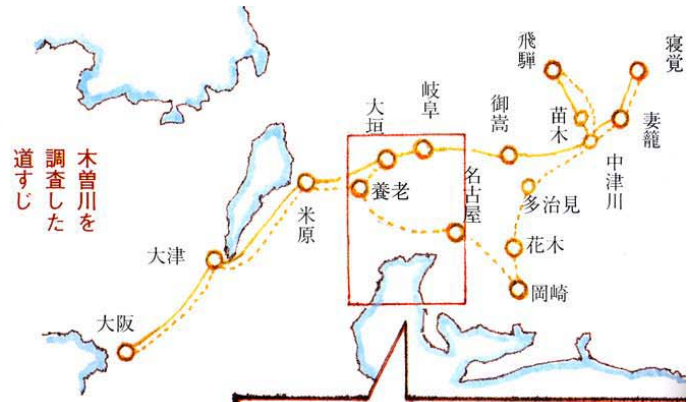 木曽川を
調査した
道すじ
大阪
大津
米原
養老
大垣
岐阜
名古屋
御嵩
岡崎
花木
多治見
中津川
苗木
飛騨
妻籠
寝覚